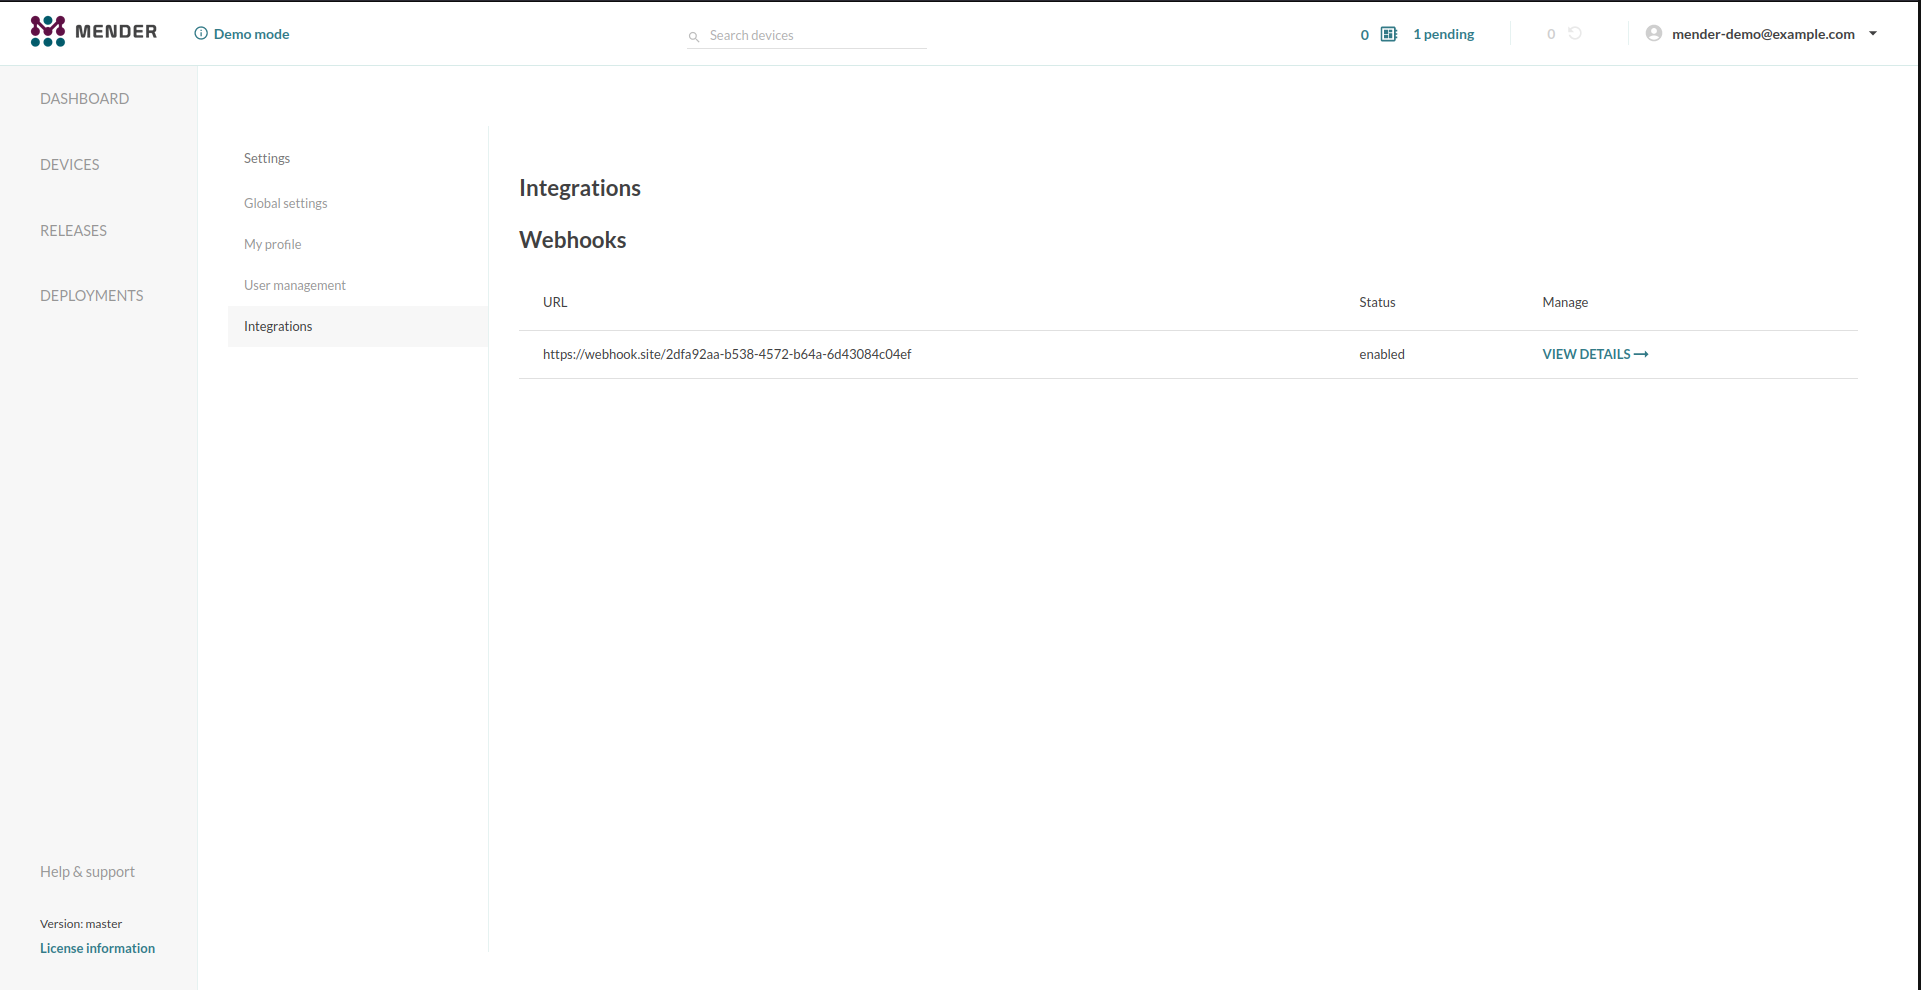 MENDER
Demo mode
Search devices
0 1 pending
0
mender-demo@example.com
DASHBOARD
DEVICES
RELEASES
DEPLOYMENTS
Settings
Global settings
My profile
User management
Integrations
Integrations
Webhooks
URL Status Manage
https://webhook.site/2dfa92aa-b538-4572-b64a-6d43084c04ef enabled VIEW DETAILS
Help & support
Version: master
License information